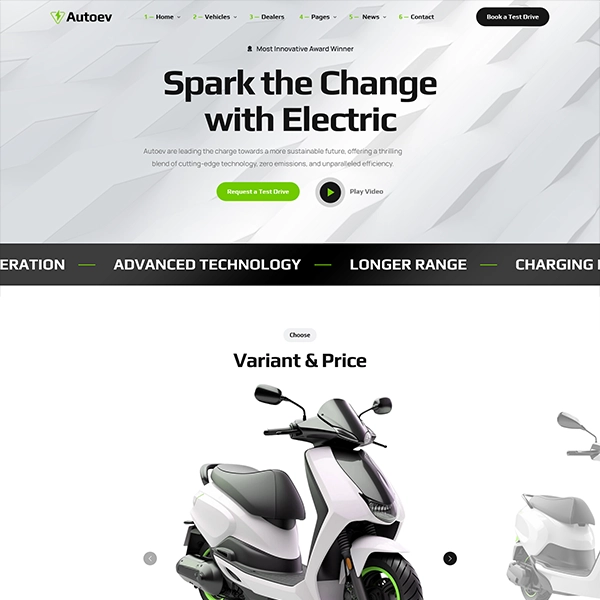 Autoev
1 — Home
2 — Vehicles
3 — Dealers
4 — Pages
5 — News
6 — Contact
Book a Test Drive
Most Innovative Award Winner
Spark the Change
with Electric
Autoev are leading the charge towards a more sustainable future, offering a thrilling
blend of cutting-edge technology, zero emissions, and unparalleled efficiency.
Request a Test Drive
Play Video
ERATION — ADVANCED TECHNOLOGY — LONGER RANGE — CHARGING
Choose
Variant & Price